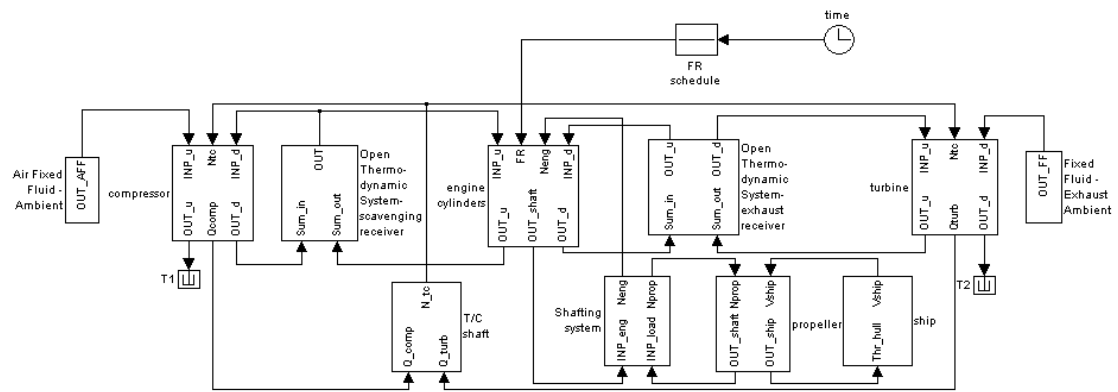 time
FR
schedule
Air Fixed
Fluid -
Ambient
OUT_AFF
compressor
INP_u
Ntc
INP_d
OUT_u
Qcomp
OUT_d
T1
OUT
Sum_in
Sum_out
Open
Thermo-
dynamic
System-
scavenging
receiver
engine
cylinders
INP_u
FR
Neng
INP_d
OUT_u
OUT_shaft
OUT_d
OUT_u
OUT_d
Sum_in
Sum_out
Open
Thermo-
dynamic
System-
exhaust
receiver
turbine
INP_u
Ntc
INP_d
OUT_u
Qturb
OUT_d
T2
OUT_FF
Fixed
Fluid -
Exhaust
Ambient
N_tc
Q_comp
Q_turb
T/C
shaft
Shafting
system
Neng
Nprop
INP_eng
INP_load
Nprop
Vship
OUT_shaft
OUT_ship
propeller
Vship
Thr_hull
ship